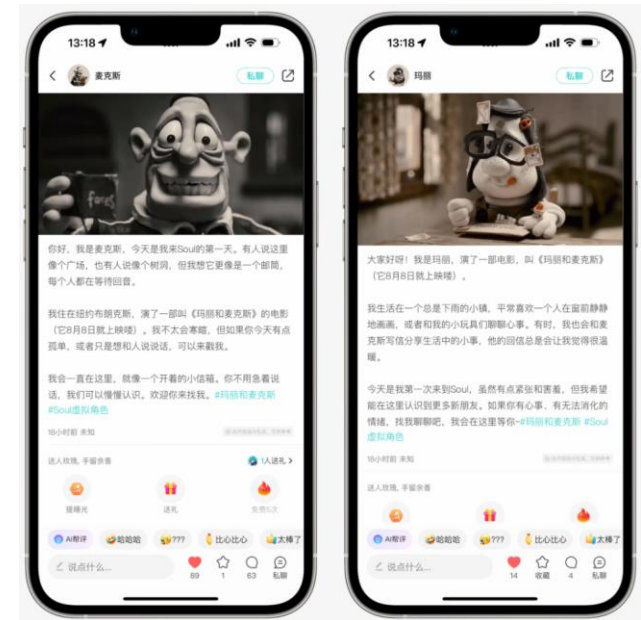 13:18
麦克斯
私聊
你好，我是麦克斯，今天是我来Soul的第一天。有人说这里
像个广场，也有人说像个树洞，但我想它更像是一个邮筒，
每个人都在等待回音。
我住在纽约布朗克斯，演了一部叫《玛丽和麦克斯》的电影
（它8月8日就上映喽）。我不太会寒暄，但如果你今天有点
孤单，或者只是想和人说说话，可以来戳我。
我会一直在这里，就像一个开着的小信箱。你不用急着说
话，我们可以慢慢认识。欢迎你来找我。#玛丽和麦克斯
#Soul虚拟角色
18小时前 未知
送人玫瑰，手留余香
1人送礼
提曝光
送礼
AI帮评
哈哈哈
???
比心比心
太棒了
说点什么...
89
1
63
私聊
13:18
玛丽
私聊
大家好呀！我是玛丽，演了一部电影，叫《玛丽和麦克斯》
（它8月8日就上映喽）。
我生活在一个总是下雨的小镇，平常喜欢一个人在窗前静静
地画画，或者和我的小玩具们聊聊心事。有时，我也会和麦
克斯写信分享生活中的小事，他的回信总是会让我觉得很温
暖。
今天是我第一次来到Soul，虽然有点紧张和害羞，但我希望
能在这里认识到更多新朋友。如果你有心事、有无法消化的
情绪，找我聊聊吧，我会在这里等你~#玛丽和麦克斯 #Soul
虚拟角色
18小时前 未知
送人玫瑰，手留余香
AI帮评
哈哈哈
???
比心比心
太棒了
说点什么...
14
收藏
4
私聊